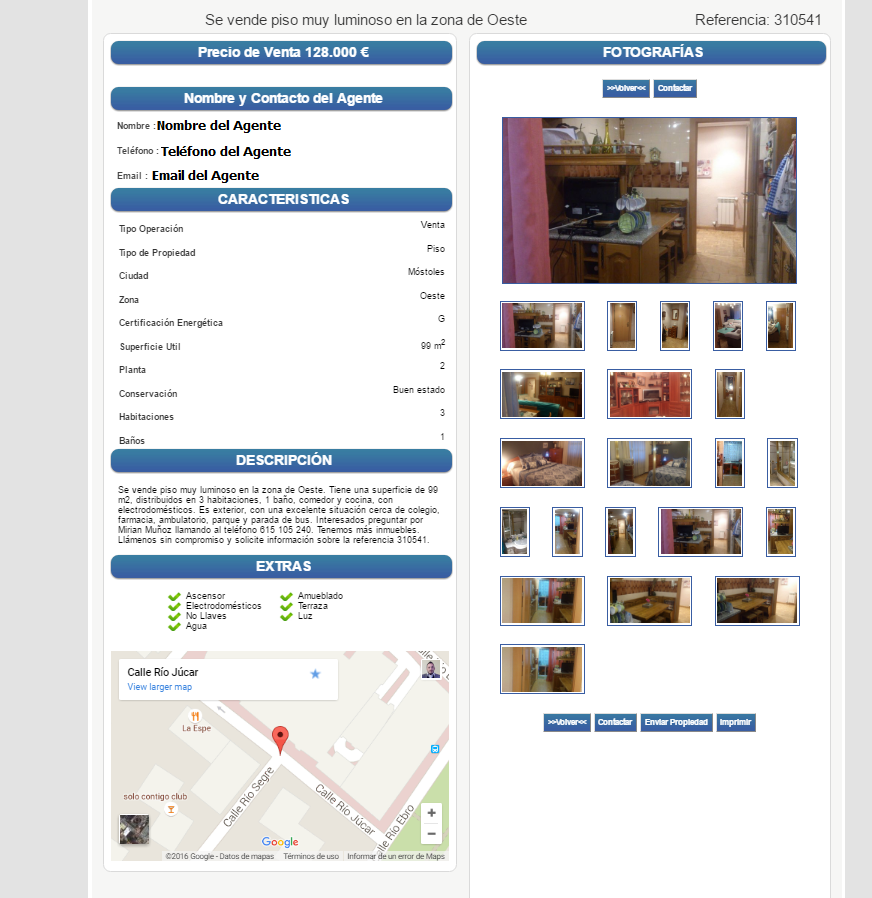 Se vende piso muy luminoso en la zona de Oeste
Referencia: 310541
Precio de Venta 128.000 €
Nombre y Contacto del Agente
Nombre : Nombre del Agente
Teléfono : Teléfono del Agente
Email : Email del Agente
CARACTERISTICAS
Tipo Operación Venta
Tipo de Propiedad Piso
Ciudad Móstoles
Zona Oeste
Certificación Energética G
Superficie Util 99 m2
Planta 2
Conservación Buen estado
Habitaciones 3
Baños 1
DESCRIPCIÓN
Se vende piso muy luminoso en la zona de Oeste. Tiene una superficie de 99
m2, distribuidos en 3 habitaciones, 1 baño, comedor y cocina, con
electrodomésticos. Es exterior, con una excelente situación cerca de colegio,
farmacia, ambulatorio, parque y parada de bus. Interesados preguntar por
Mirian Muñoz llamando al teléfono 615 105 240. Tenemos más inmuebles.
Llámenos sin compromiso y solicite información sobre la referencia 310541.
EXTRAS
Ascensor
Electrodomésticos
No Llaves
Agua
Amueblado
Terraza
Luz
Calle Río Júcar
View larger map
La Espe
solo contigo club
Calle Río Segre
Calle Río Júcar
Calle Río Ebro
+
−
Google
©2016 Google - Datos de mapas Términos de uso Informar de un error de Maps
FOTOGRAFÍAS
>>Volver<< Contactar
>>Volver<< Contactar Enviar Propiedad Imprimir